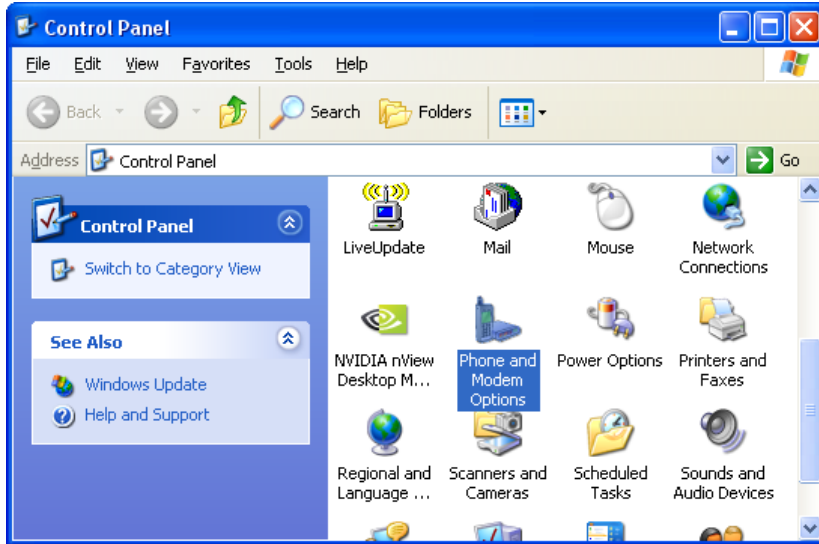 Control Panel
File Edit View Favorites Tools Help
Back Search Folders
Address Control Panel Go
Control Panel
Switch to Category View
See Also
Windows Update
Help and Support
LiveUpdate
Mail
Mouse
Network
Connections
NVIDIA nView
Desktop M...
Phone and
Modem
Options
Power Options
Printers and
Faxes
Regional and
Language ...
Scanners and
Cameras
Scheduled
Tasks
Sounds and
Audio Devices